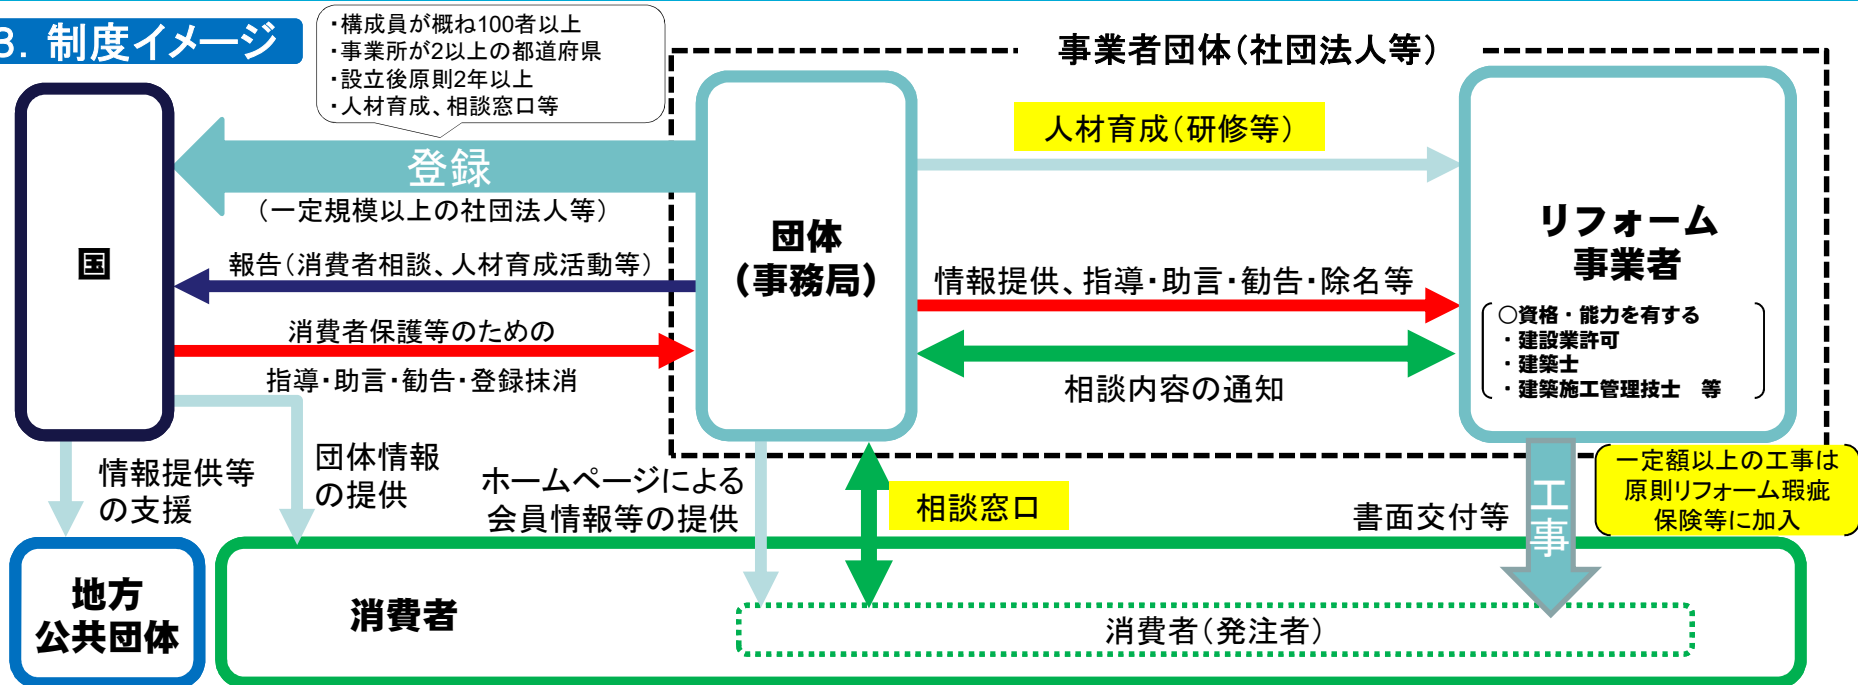 3. 制度イメージ
・構成員が概ね100者以上
・事業所が2以上の都道府県
・設立後原則2年以上
・人材育成、相談窓口等
事業者団体(社団法人等)
登録
(一定規模以上の社団法人等)
国
報告(消費者相談、人材育成活動等)
消費者保護等のための
指導・助言・勧告・登録抹消
団体
(事務局)
人材育成(研修等)
情報提供、指導・助言・勧告・除名等
相談内容の通知
リフォーム
事業者
○資格・能力を有する
・建設業許可
・建築士
・建築施工管理技士 等
情報提供等
の支援
団体情報
の提供
ホームページによる
会員情報等の提供
相談窓口
書面交付等
工事
一定額以上の工事は
原則リフォーム瑕疵
保険等に加入
地方
公共団体
消費者
消費者(発注者)